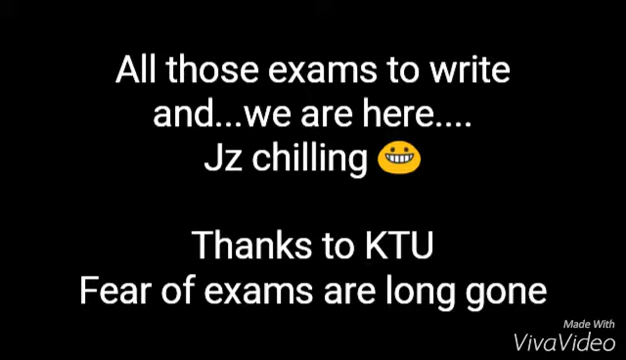 All those exams to write
and...we are here....
Jz chilling 😀
Thanks to KTU
Fear of exams are long gone
Made With
VivaVideo